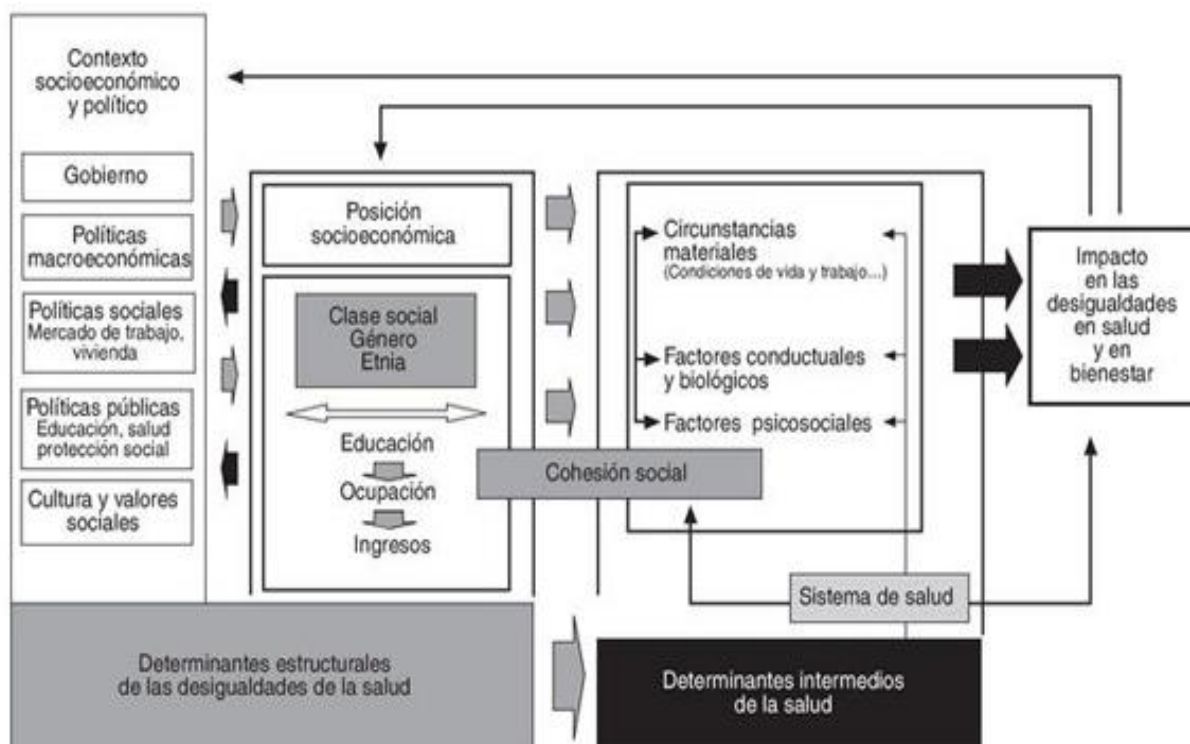 Contexto
socioeconómico
y político
Gobierno
Políticas
macroeconómicas
Políticas sociales
Mercado de trabajo,
vivienda
Políticas públicas
Educación, salud
protección social
Cultura y valores
sociales
Posición
socioeconómica
Clase social
Género
Etnia
Educación
Ocupación
Ingresos
Cohesión social
Circunstancias
materiales
(Condiciones de vida y trabajo...)
Factores conductuales
y biológicos
Factores psicosociales
Sistema de salud
Impacto
en las
desigualdades
en salud
y en
bienestar
Determinantes estructurales
de las desigualdades de la salud
Determinantes intermedios
de la salud